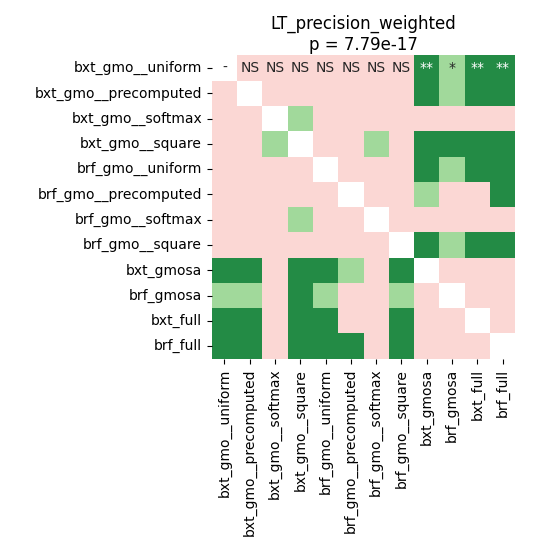 LT_precision_weighted
p = 7.79e-17
bxt_gmo__uniform
- NS NS NS NS NS NS NS ** * ** **
bxt_gmo__precomputed
bxt_gmo__softmax
bxt_gmo__square
brf_gmo__uniform
brf_gmo__precomputed
brf_gmo__softmax
brf_gmo__square
bxt_gmosa
brf_gmosa
bxt_full
brf_full
bxt_gmo__uniform
bxt_gmo__precomputed
bxt_gmo__softmax
bxt_gmo__square
brf_gmo__uniform
brf_gmo__precomputed
brf_gmo__softmax
brf_gmo__square
bxt_gmosa
brf_gmosa
bxt_full
brf_full